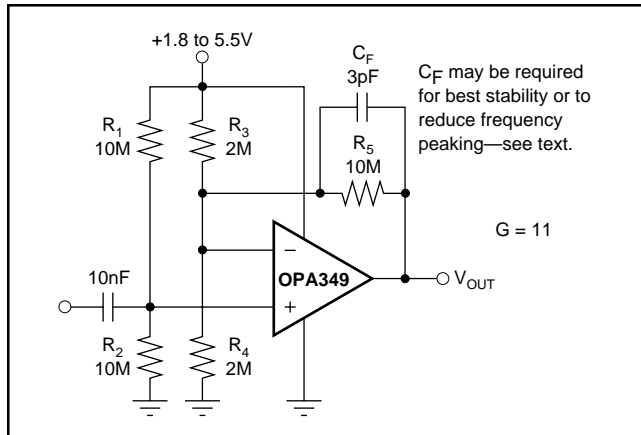 +1.8 to 5.5V
C_F
3pF
C_F may be required
for best stability or to
reduce frequency
peaking—see text.
R_1
10M
R_3
2M
R_5
10M
G = 11
−
OPA349
+
V_OUT
10nF
R_2
10M
R_4
2M